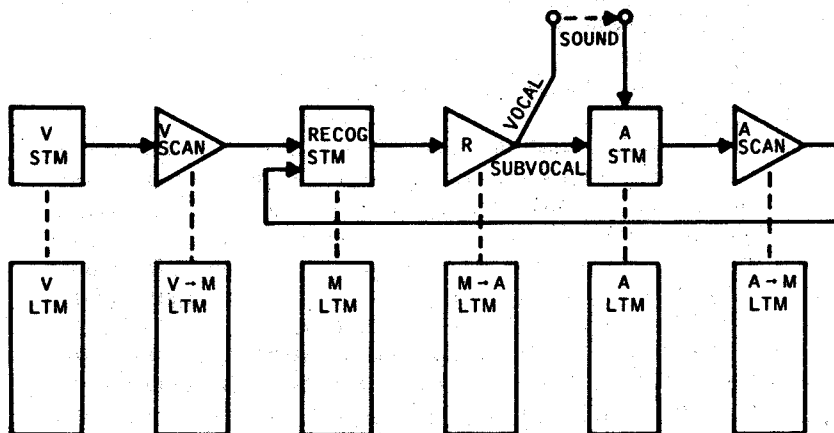 SOUND
VOCAL
V
STM
V
SCAN
RECOG
STM
R
SUBVOCAL
A
STM
A
SCAN
V
LTM
V → M
LTM
M
LTM
M → A
LTM
A
LTM
A → M
LTM